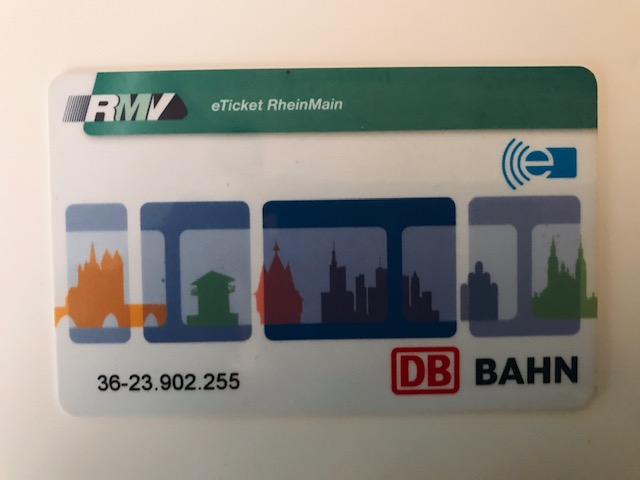 RMV eTicket RheinMain
e
36-23.902.255
DB BAHN